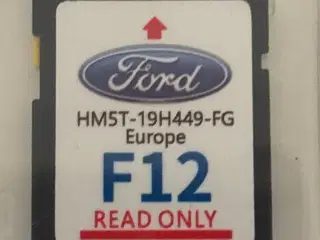 Ford
HM5T-19H449-FG
Europe
F12
READ ONLY